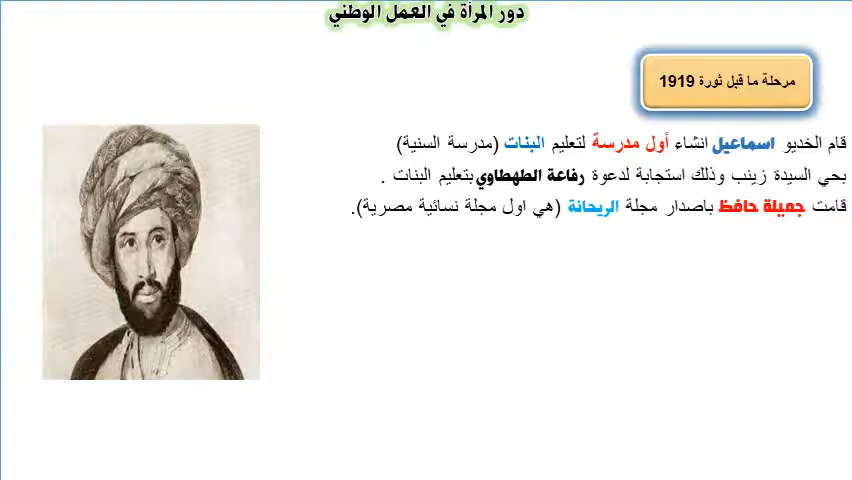 دور المرأة في العمل الوطني
مرحلة ما قبل ثورة 1919
قام الخديو اسماعيل انشاء أول مدرسة لتعليم البنات (مدرسة السنية)
بحي السيدة زينب وذلك استجابة لدعوة رفاعة الطهطاوي بتعليم البنات .
قامت جميلة حافظ باصدار مجلة الريحانة (هي اول مجلة نسائية مصرية).